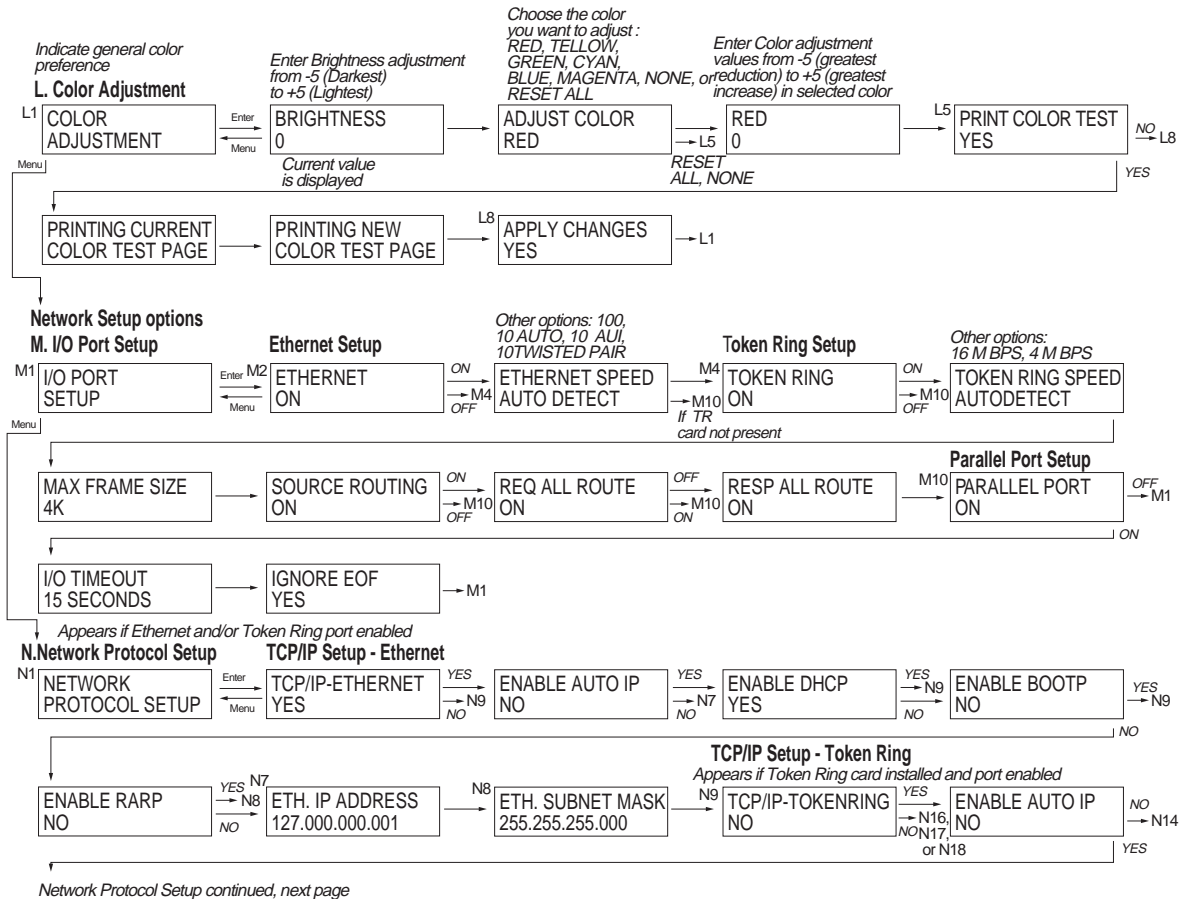 Indicate general color
preference
L. Color Adjustment
L1
COLOR
ADJUSTMENT
Enter
Menu
Menu
Enter Brightness adjustment
from -5 (Darkest)
to +5 (Lightest)
BRIGHTNESS
0
Current value
is displayed
Choose the color
you want to adjust :
RED, TELLOW,
GREEN, CYAN,
BLUE, MAGENTA, NONE, or
RESET ALL
ADJUST COLOR
RED
L5
RESET
ALL, NONE
Enter Color adjustment
values from -5 (greatest
reduction) to +5 (greatest
increase) in selected color
RED
0
L5
PRINT COLOR TEST
YES
NO
L8
YES
PRINTING CURRENT
COLOR TEST PAGE
PRINTING NEW
COLOR TEST PAGE
L8
APPLY CHANGES
YES
L1
Network Setup options
M. I/O Port Setup
M1
I/O PORT
SETUP
Enter
Menu
Menu
Ethernet Setup
M2
ETHERNET
ON
ON
M4
OFF
Other options: 100,
10 AUTO, 10 AUI,
10TWISTED PAIR
ETHERNET SPEED
AUTO DETECT
M10
If TR
card not present
Token Ring Setup
M4
TOKEN RING
ON
ON
M10
OFF
Other options:
16 M BPS, 4 M BPS
TOKEN RING SPEED
AUTODETECT
MAX FRAME SIZE
4K
SOURCE ROUTING
ON
ON
M10
OFF
REQ ALL ROUTE
ON
OFF
M10
ON
RESP ALL ROUTE
ON
Parallel Port Setup
M10
PARALLEL PORT
ON
OFF
M1
ON
I/O TIMEOUT
15 SECONDS
IGNORE EOF
YES
M1
Appears if Ethernet and/or Token Ring port enabled
N.Network Protocol Setup
N1
NETWORK
PROTOCOL SETUP
Enter
Menu
TCP/IP Setup - Ethernet
TCP/IP-ETHERNET
YES
YES
N9
NO
ENABLE AUTO IP
NO
YES
N7
NO
ENABLE DHCP
YES
YES
N9
NO
ENABLE BOOTP
NO
YES
N9
NO
ENABLE RARP
NO
YES
N8
NO
N7
ETH. IP ADDRESS
127.000.000.001
N8
ETH. SUBNET MASK
255.255.255.000
TCP/IP Setup - Token Ring
Appears if Token Ring card installed and port enabled
N9
TCP/IP-TOKENRING
NO
YES
N16,
NO N17,
or N18
ENABLE AUTO IP
NO
NO
N14
YES
Network Protocol Setup continued, next page